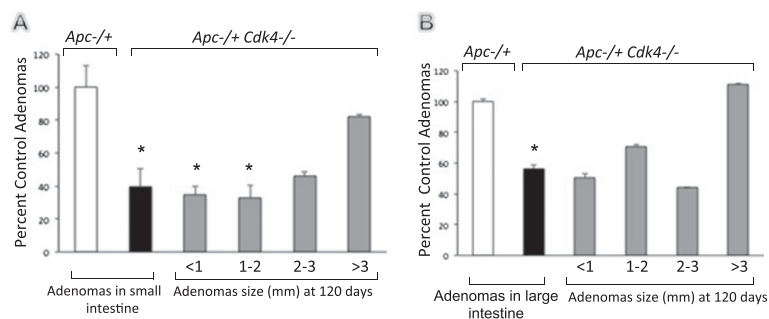 A
Apc-/+
Apc-/+ Cdk4-/-
Percent Control Adenomas
120
100
80
60
40
20
0
*
*
*
<1
1-2
2-3
>3
Adenomas in small
intestine
Adenomas size (mm) at 120 days
B
Apc-/+
Apc-/+ Cdk4-/-
Percent Control Adenomas
120
100
80
60
40
20
0
*
<1
1-2
2-3
>3
Adenomas in large
intestine
Adenomas size (mm) at 120 days